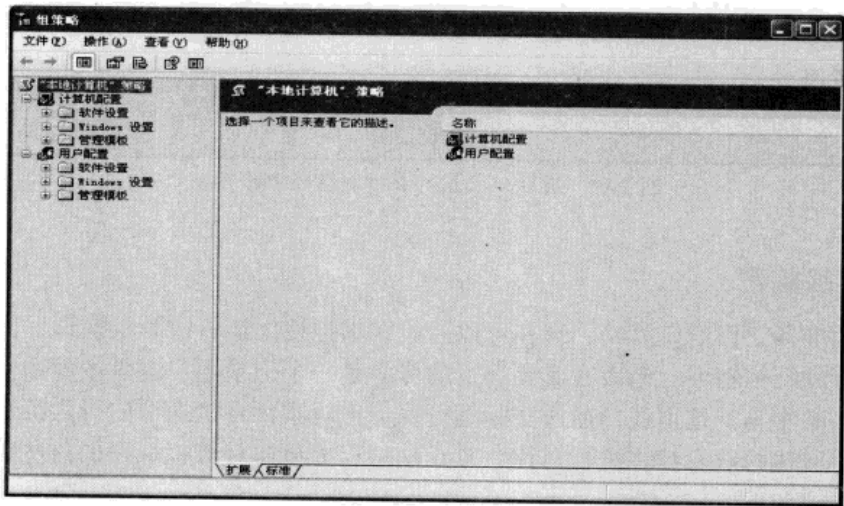 组策略
文件(F) 操作(A) 查看(V) 帮助(H)
"本地计算机" 策略
计算机配置
软件设置
Windows 设置
管理模板
用户配置
软件设置
Windows 设置
管理模板
"本地计算机" 策略
选择一个项目来查看它的描述。
名称
计算机配置
用户配置
扩展 标准